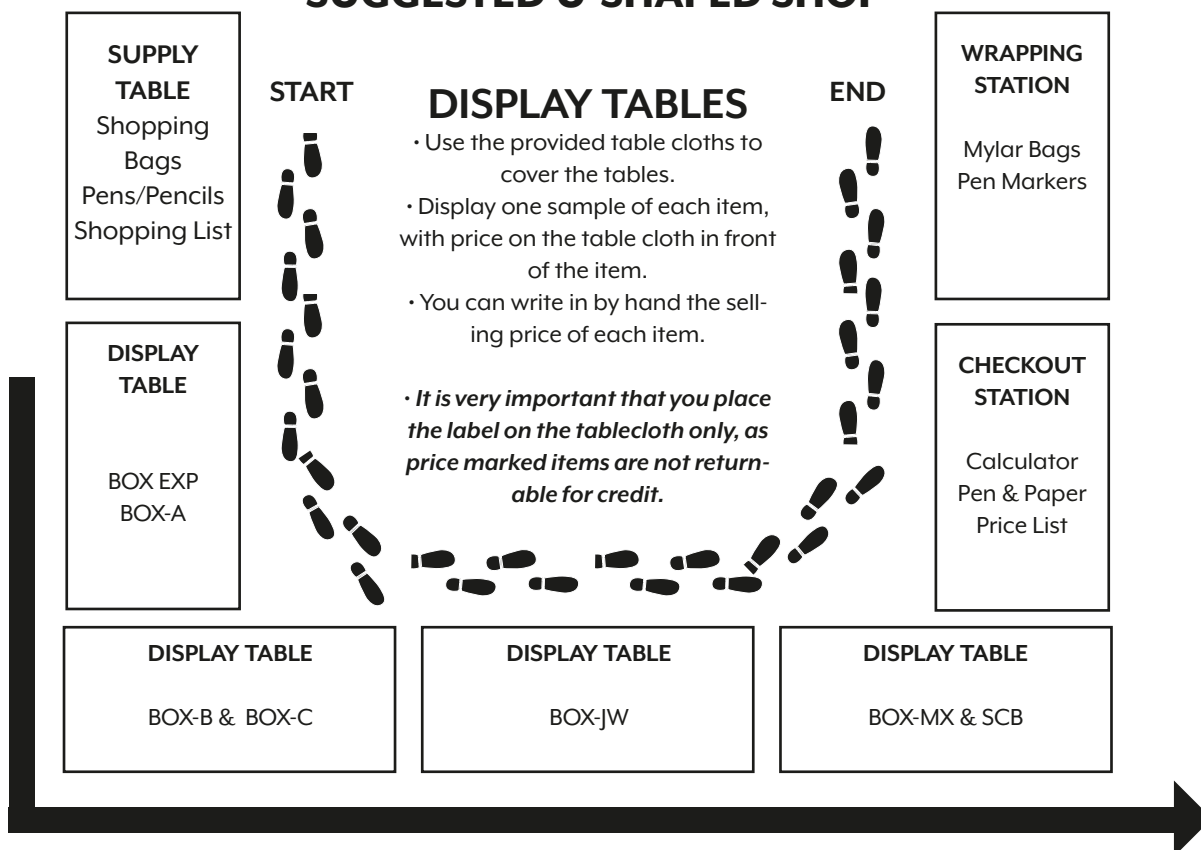 SUGGESTED U-SHAPED SHOP
SUPPLY
TABLE
Shopping
Bags
Pens/Pencils
Shopping List
START
DISPLAY TABLES
· Use the provided table cloths to
cover the tables.
· Display one sample of each item,
with price on the table cloth in front
of the item.
· You can write in by hand the sell-
ing price of each item.
· It is very important that you place
the label on the tablecloth only, as
price marked items are not return-
able for credit.
END
WRAPPING
STATION
Mylar Bags
Pen Markers
DISPLAY
TABLE
BOX EXP
BOX-A
CHECKOUT
STATION
Calculator
Pen & Paper
Price List
DISPLAY TABLE
BOX-B & BOX-C
DISPLAY TABLE
BOX-JW
DISPLAY TABLE
BOX-MX & SCB